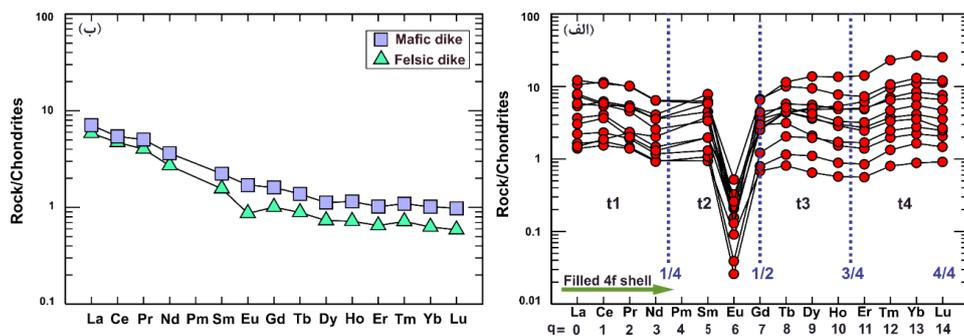 (ب)
Mafic dike
Felsic dike
Rock/Chondrites
100
10
1
0.1
La Ce Pr Nd Pm Sm Eu Gd Tb Dy Ho Er Tm Yb Lu
(الف)
Rock/Chondrites
100
10
1
0.1
0.01
t1 t2 t3 t4
1/4 1/2 3/4 4/4
Filled 4f shell
La Ce Pr Nd Pm Sm Eu Gd Tb Dy Ho Er Tm Yb Lu
q= 0 1 2 3 4 5 6 7 8 9 10 11 12 13 14